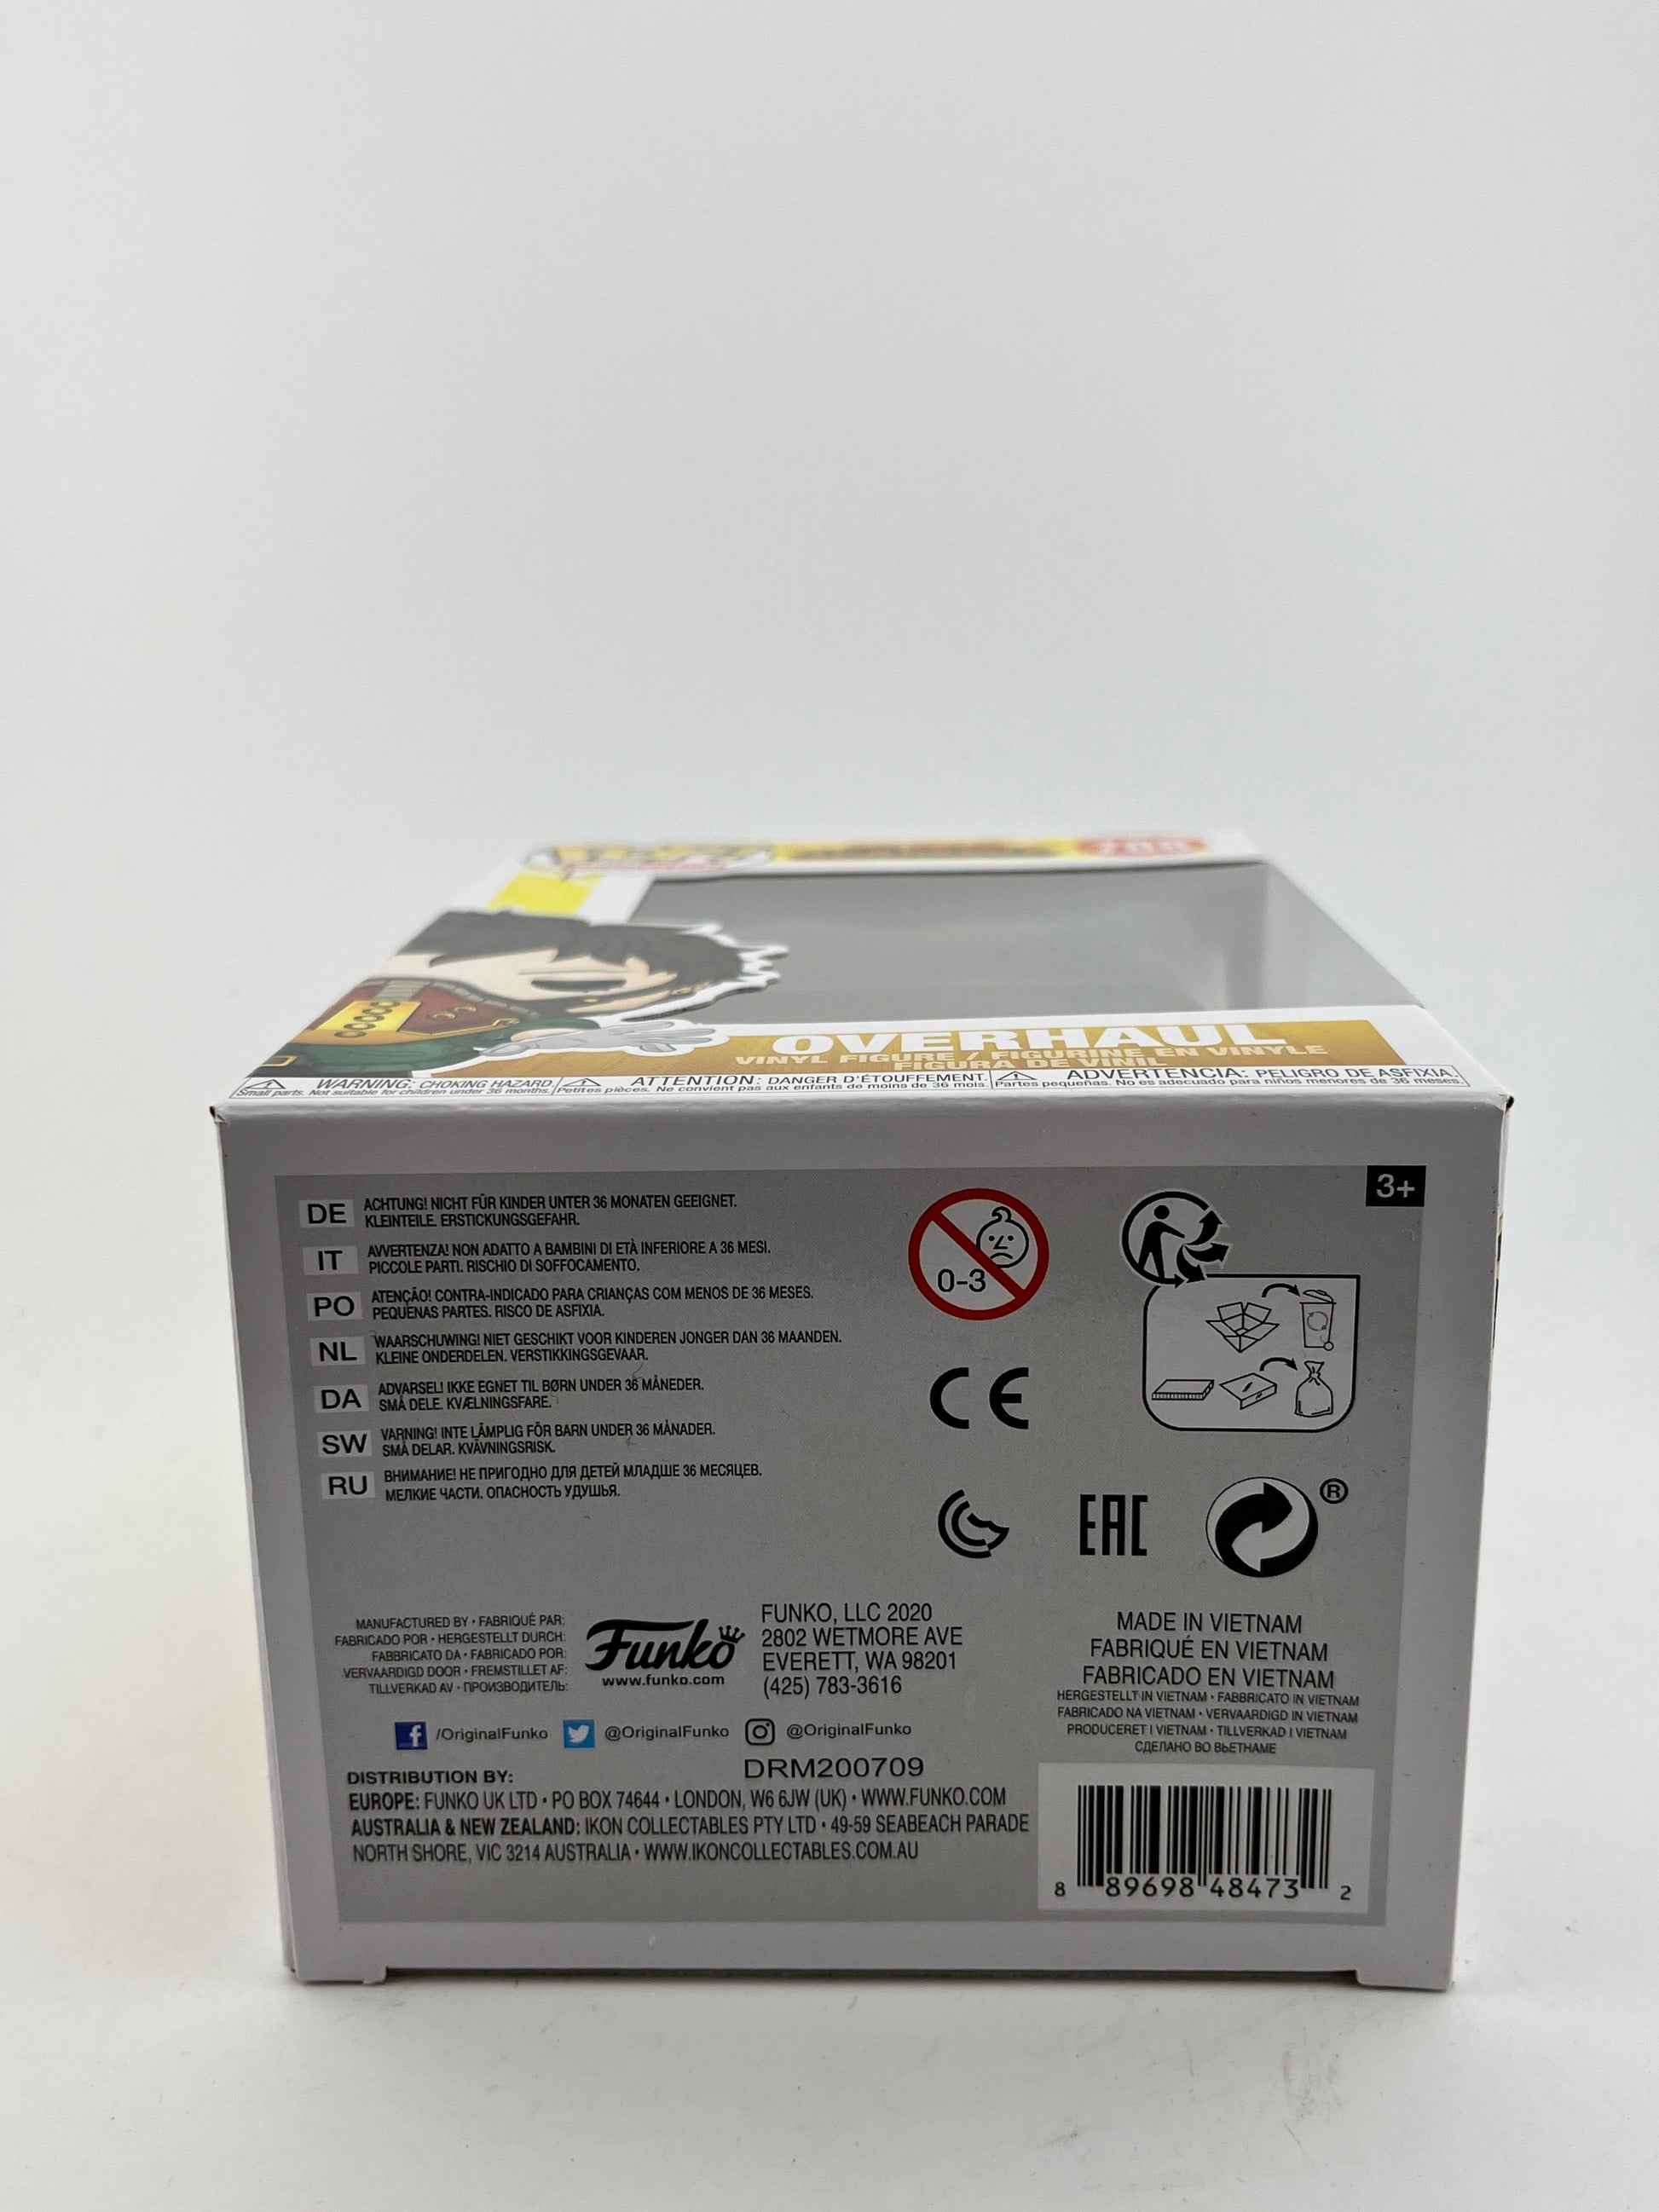 OVERHAUL
VINYL FIGURE / FIGURINE EN VINYLE
FIGURA DE VINIL
WARNING: CHOKING HAZARD.
Small parts. Not suitable for children under 36 months.
ATTENTION: DANGER D'ÉTOUFFEMENT.
Petites pièces. Ne convient pas aux enfants de moins de 36 mois.
ADVERTENCIA: PELIGRO DE ASFIXIA.
Partes pequeñas. No es adecuado para niños menores de 36 meses.
3+
DE ACHTUNG! NICHT FÜR KINDER UNTER 36 MONATEN GEEIGNET.
KLEINTEILE. ERSTICKUNGSGEFAHR.
IT AVVERTENZA! NON ADATTO A BAMBINI DI ETÀ INFERIORE A 36 MESI.
PICCOLE PARTI. RISCHIO DI SOFFOCAMENTO.
PO ATENÇÃO! CONTRA-INDICADO PARA CRIANÇAS COM MENOS DE 36 MESES.
PEQUENAS PARTES. RISCO DE ASFIXIA.
NL WAARSCHUWING! NIET GESCHIKT VOOR KINDEREN JONGER DAN 36 MAANDEN.
KLEINE ONDERDELEN. VERSTIKKINGSGEVAAR.
DA ADVARSEL! IKKE EGNET TIL BØRN UNDER 36 MÅNEDER.
SMÅ DELE. KVÆLNINGSFARE.
SW VARNING! INTE LÄMPLIG FÖR BARN UNDER 36 MÅNADER.
SMÅ DELAR. KVÄVNINGSRISK.
RU ВНИМАНИЕ! НЕ ПРИГОДНО ДЛЯ ДЕТЕЙ МЛАДШЕ 36 МЕСЯЦЕВ.
МЕЛКИЕ ЧАСТИ. ОПАСНОСТЬ УДУШЬЯ.
0-3
CE
EAC
®
MANUFACTURED BY • FABRIQUÉ PAR:
FABRICADO POR • HERGESTELLT DURCH:
FABBRICATO DA • FABRICADO POR:
VERVAARDIGD DOOR • FREMSTILLET AF:
TILLVERKAD AV • ПРОИЗВОДИТЕЛЬ:
Funko
www.funko.com
FUNKO, LLC 2020
2802 WETMORE AVE
EVERETT, WA 98201
(425) 783-3616
MADE IN VIETNAM
FABRIQUÉ EN VIETNAM
FABRICADO EN VIETNAM
HERGESTELLT IN VIETNAM • FABBRICATO IN VIETNAM
FABRICADO NA VIETNAM • VERVAARDIGD IN VIETNAM
PRODUCERET I VIETNAM • TILLVERKAD I VIETNAM
СДЕЛАНО ВО ВЬЕТНАМЕ
/OriginalFunko @OriginalFunko @OriginalFunko
DRM200709
DISTRIBUTION BY:
EUROPE: FUNKO UK LTD • PO BOX 74644 • LONDON, W6 6JW (UK) • WWW.FUNKO.COM
AUSTRALIA & NEW ZEALAND: IKON COLLECTABLES PTY LTD • 49-59 SEABEACH PARADE
NORTH SHORE, VIC 3214 AUSTRALIA • WWW.IKONCOLLECTABLES.COM.AU
8 89698 48473 2